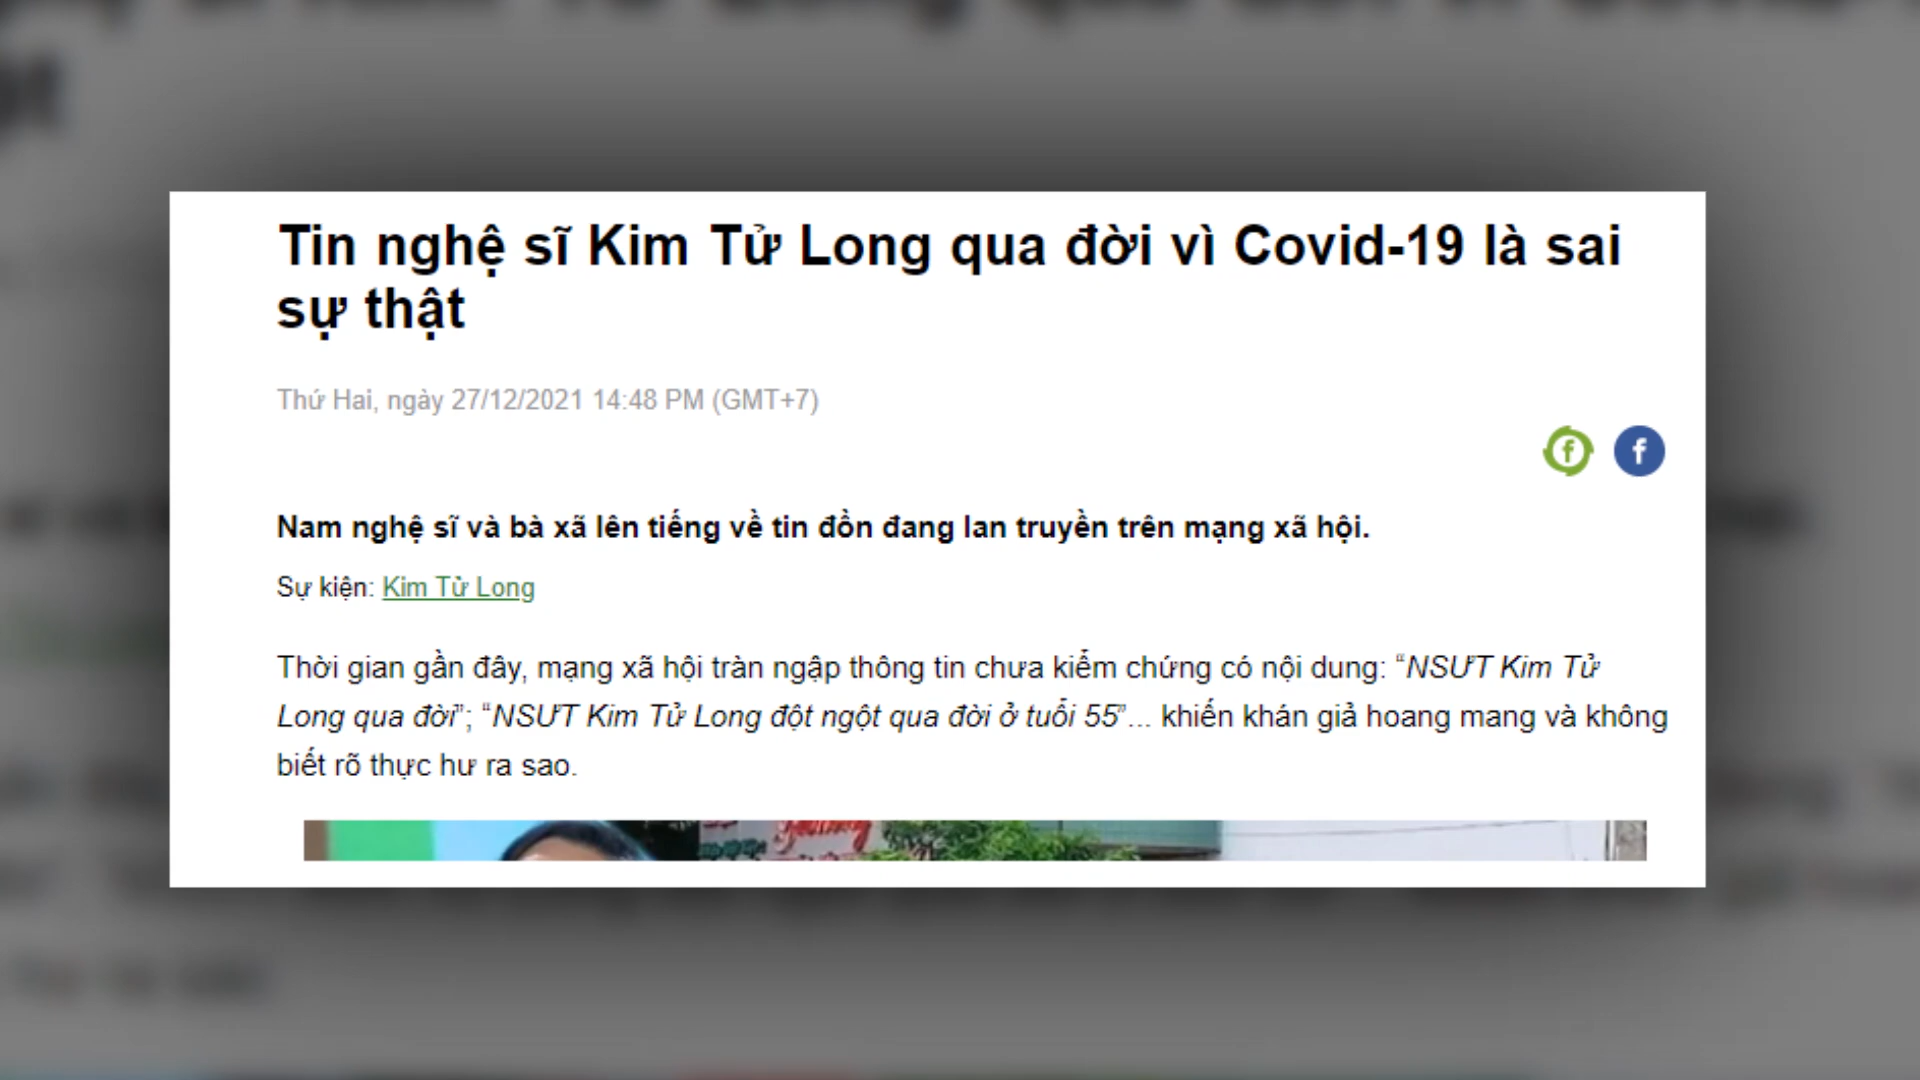 Tin nghệ sĩ Kim Tử Long qua đời vì Covid-19 là sai
sự thật
Thứ Hai, ngày 27/12/2021 14:48 PM (GMT+7)
Nam nghệ sĩ và bà xã lên tiếng về tin đồn đang lan truyền trên mạng xã hội.
Sự kiện: Kim Tử Long
Thời gian gần đây, mạng xã hội tràn ngập thông tin chưa kiểm chứng có nội dung: “NSƯT Kim Tử
Long qua đời”; “NSƯT Kim Tử Long đột ngột qua đời ở tuổi 55”... khiến khán giả hoang mang và không
biết rõ thực hư ra sao.